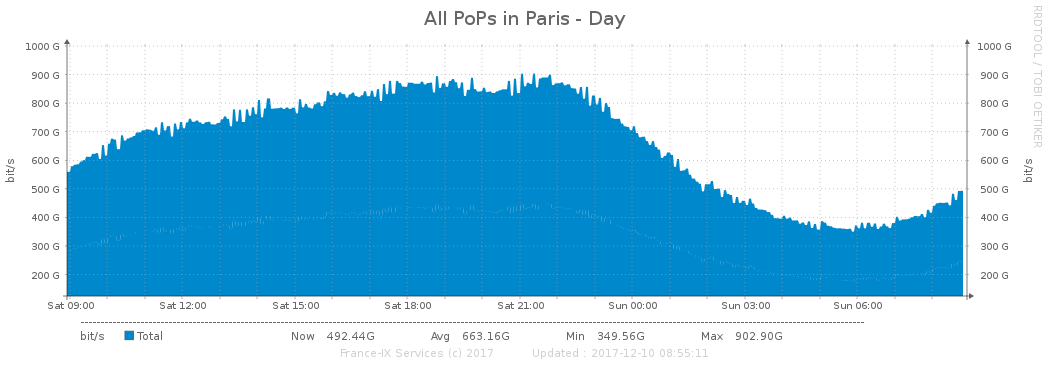 All PoPs in Paris - Day
RRDTOOL / TOBI OETIKER
1000 G 1000 G
900 G 900 G
800 G 800 G
700 G 700 G
600 G 600 G
500 G 500 G
400 G 400 G
300 G 300 G
200 G 200 G
bit/s bit/s
Sat 09:00 Sat 12:00 Sat 15:00 Sat 18:00 Sat 21:00 Sun 00:00 Sun 03:00 Sun 06:00
bit/s Total Now 492.44G Avg 663.16G Min 349.56G Max 902.90G
France-IX Services (c) 2017 Updated : 2017-12-10 08:55:11